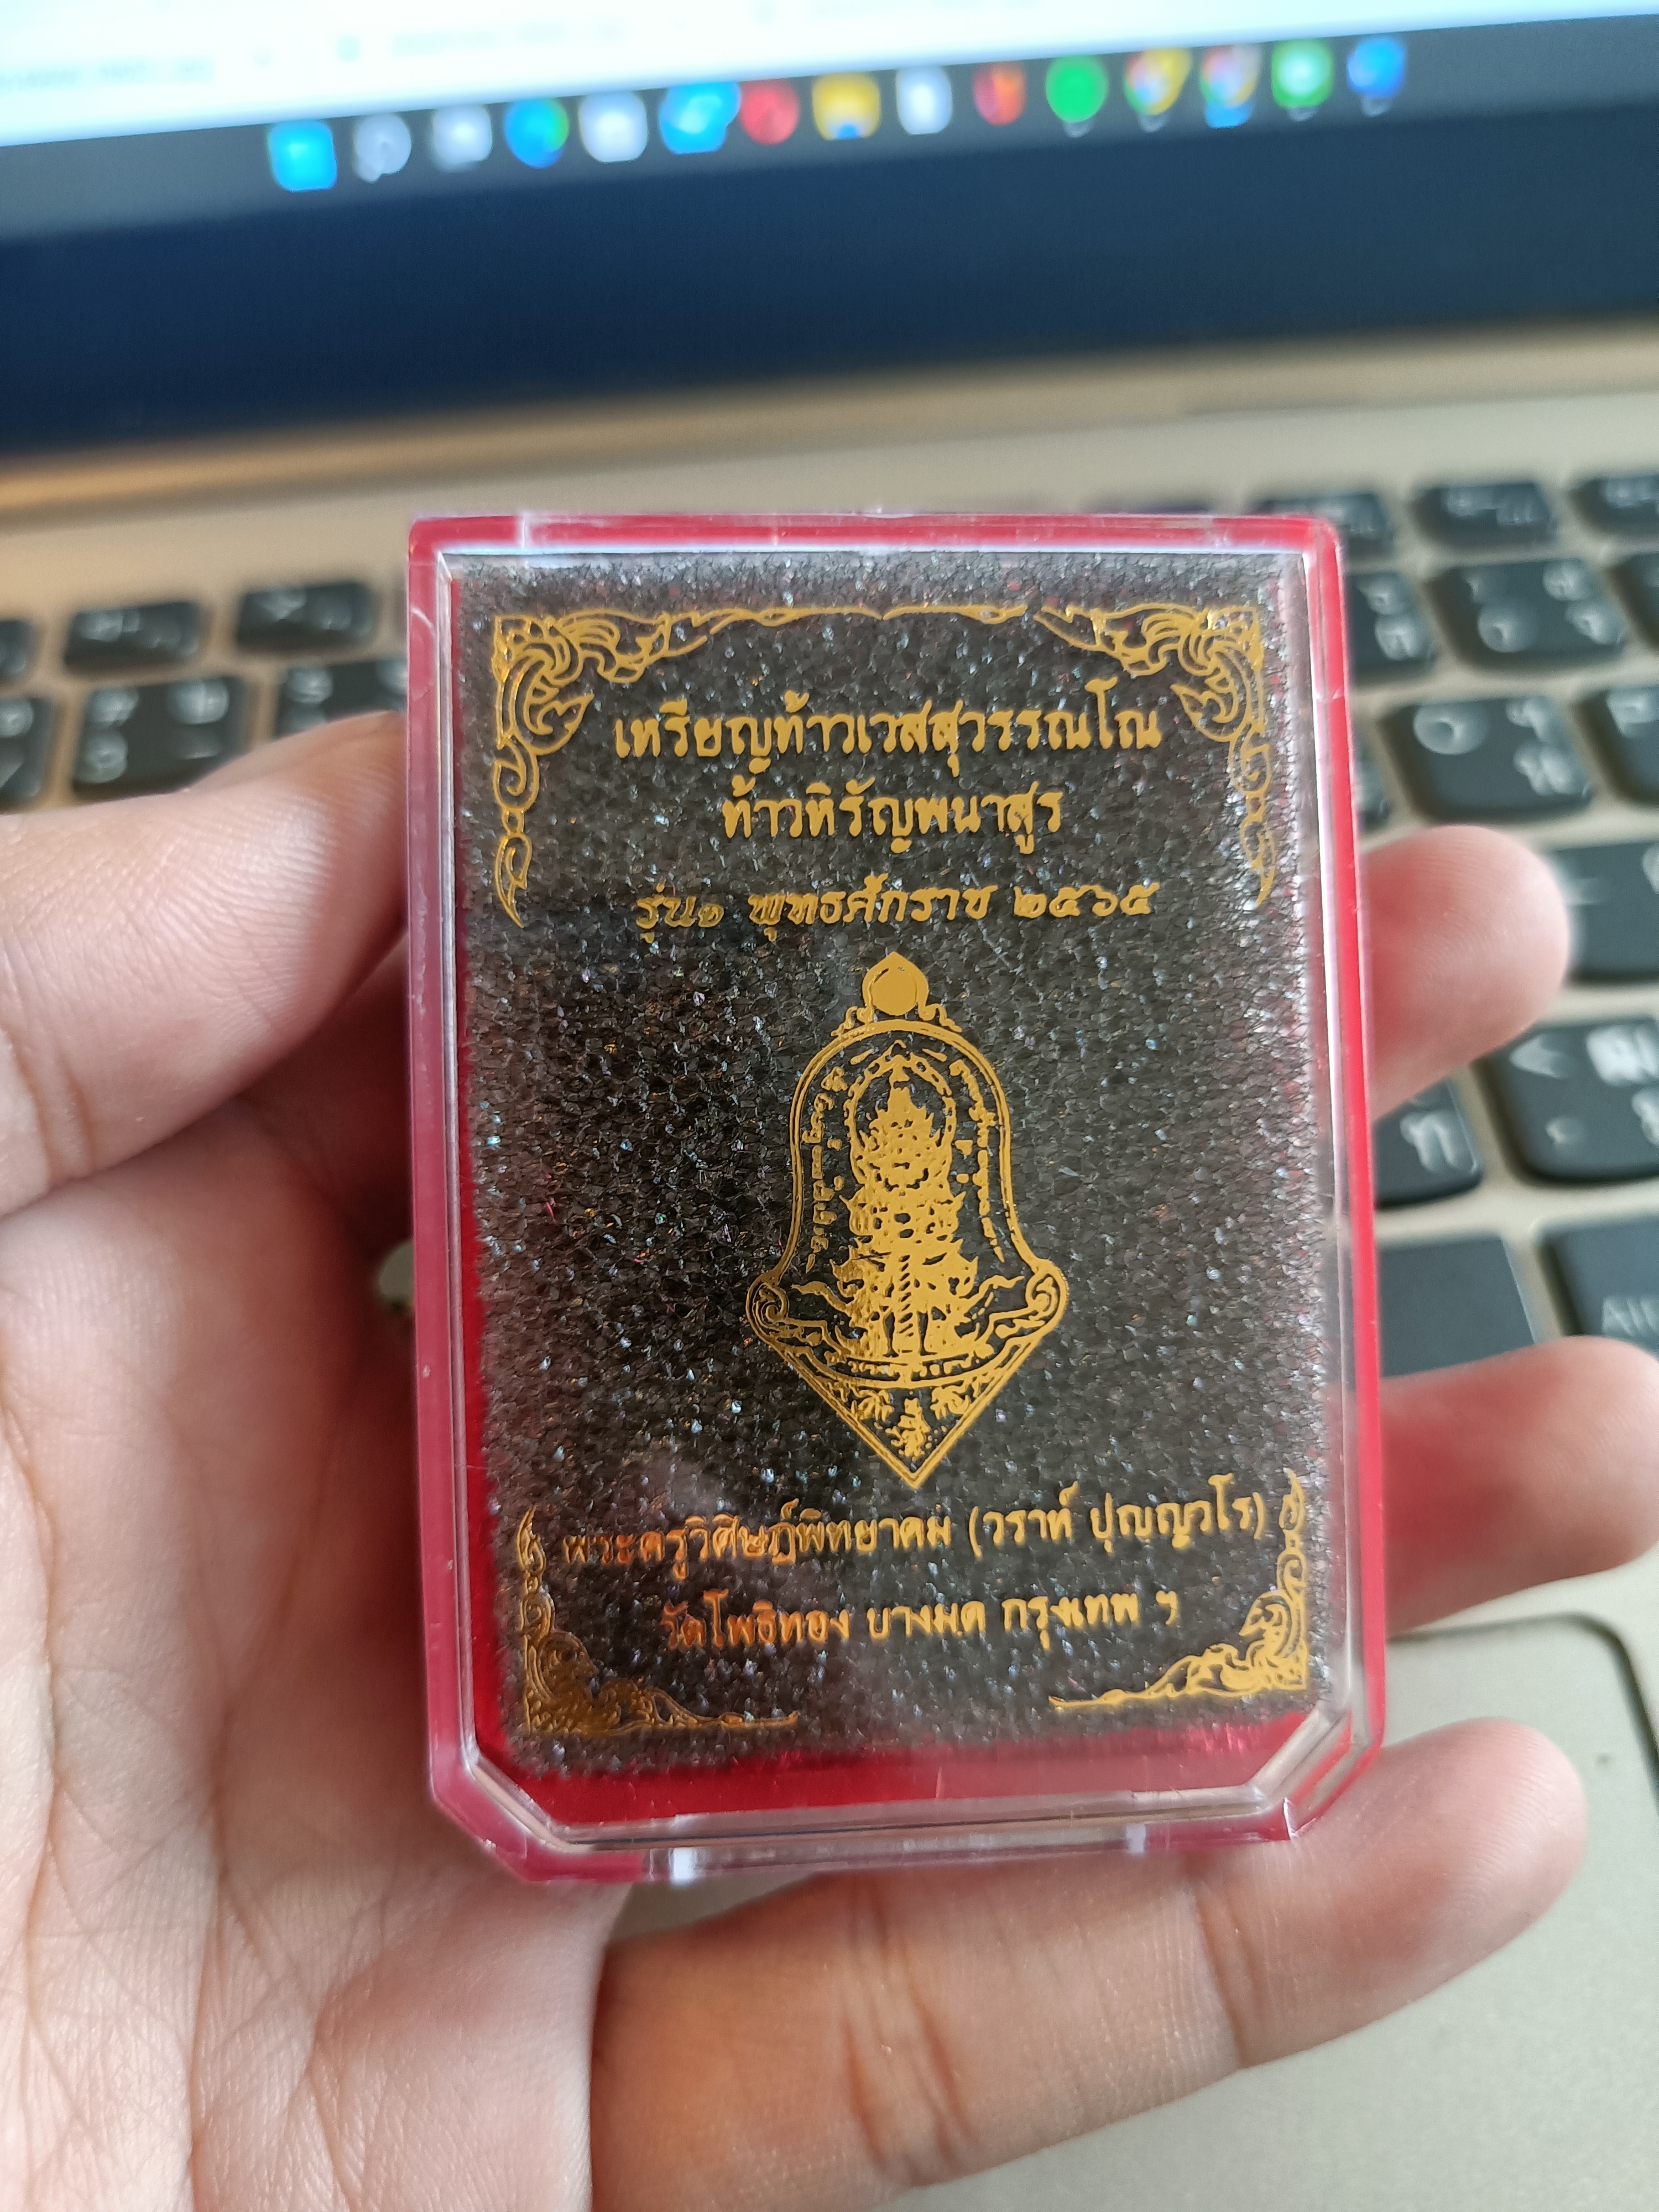 เหรียญท้าวเวสสุวรรณโณ
ท้าวหิรัญพนาสูร
รุ่น๑ พุทธศักราช ๒๕๖๕
พระครูวิศิษฏ์พิทยาคม (วราห์ ปุญฺญวโร)
วัดโพธิทอง บางมด กรุงเทพ ฯ